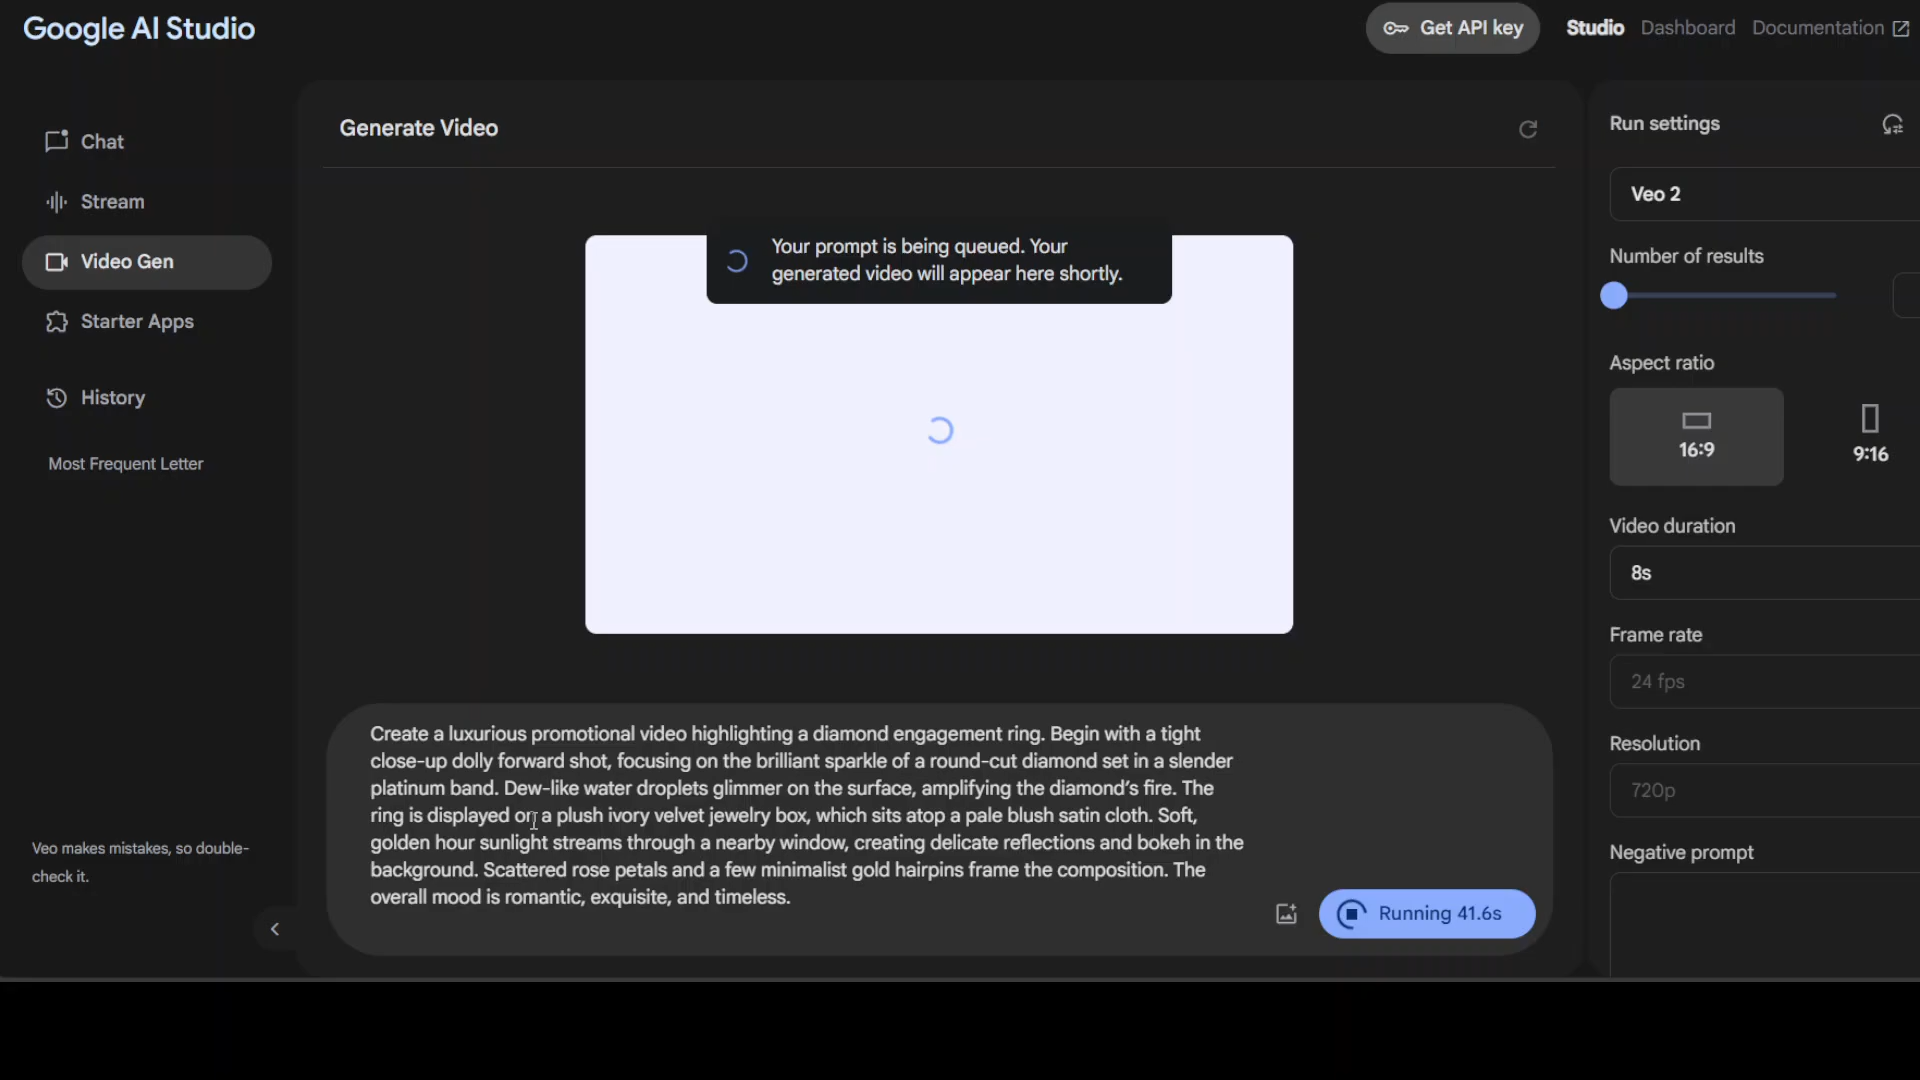 Google AI Studio
Get API key
Studio
Dashboard
Documentation
Chat
Stream
Video Gen
Starter Apps
History
Most Frequent Letter
Veo makes mistakes, so double-
check it.
Generate Video
Your prompt is being queued. Your
generated video will appear here shortly.
Create a luxurious promotional video highlighting a diamond engagement ring. Begin with a tight
close-up dolly forward shot, focusing on the brilliant sparkle of a round-cut diamond set in a slender
platinum band. Dew-like water droplets glimmer on the surface, amplifying the diamond’s fire. The
ring is displayed on a plush ivory velvet jewelry box, which sits atop a pale blush satin cloth. Soft,
golden hour sunlight streams through a nearby window, creating delicate reflections and bokeh in the
background. Scattered rose petals and a few minimalist gold hairpins frame the composition. The
overall mood is romantic, exquisite, and timeless.
Running 41.6s
Run settings
Veo 2
Number of results
Aspect ratio
16:9
9:16
Video duration
8s
Frame rate
24 fps
Resolution
720p
Negative prompt